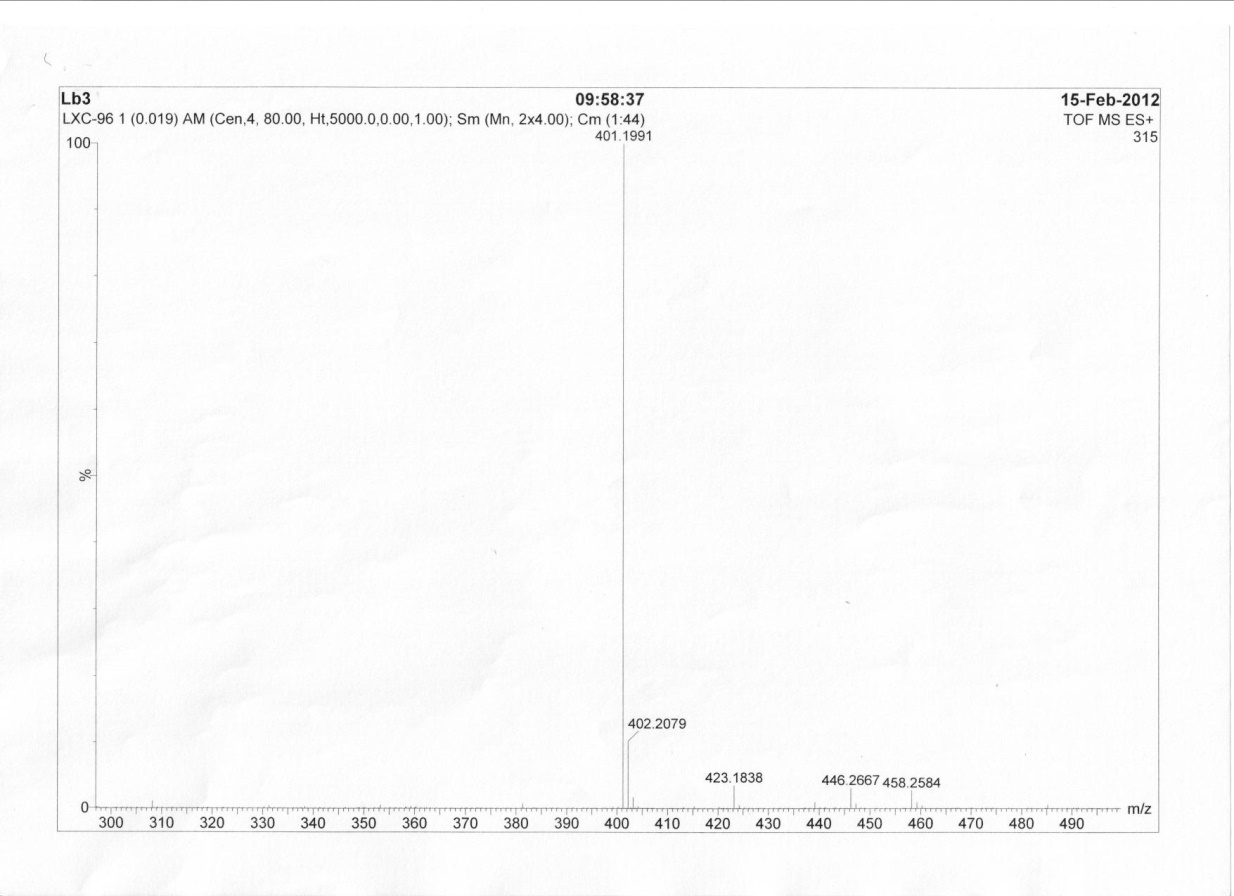 Lb3 09:58:37 15-Feb-2012
LXC-96 1 (0.019) AM (Cen,4, 80.00, Ht,5000.0,0.00,1.00); Sm (Mn, 2x4.00); Cm (1:44) TOF MS ES+
401.1991 315
100
%
402.2079
423.1838 446.2667 458.2584
0 m/z
300 310 320 330 340 350 360 370 380 390 400 410 420 430 440 450 460 470 480 490